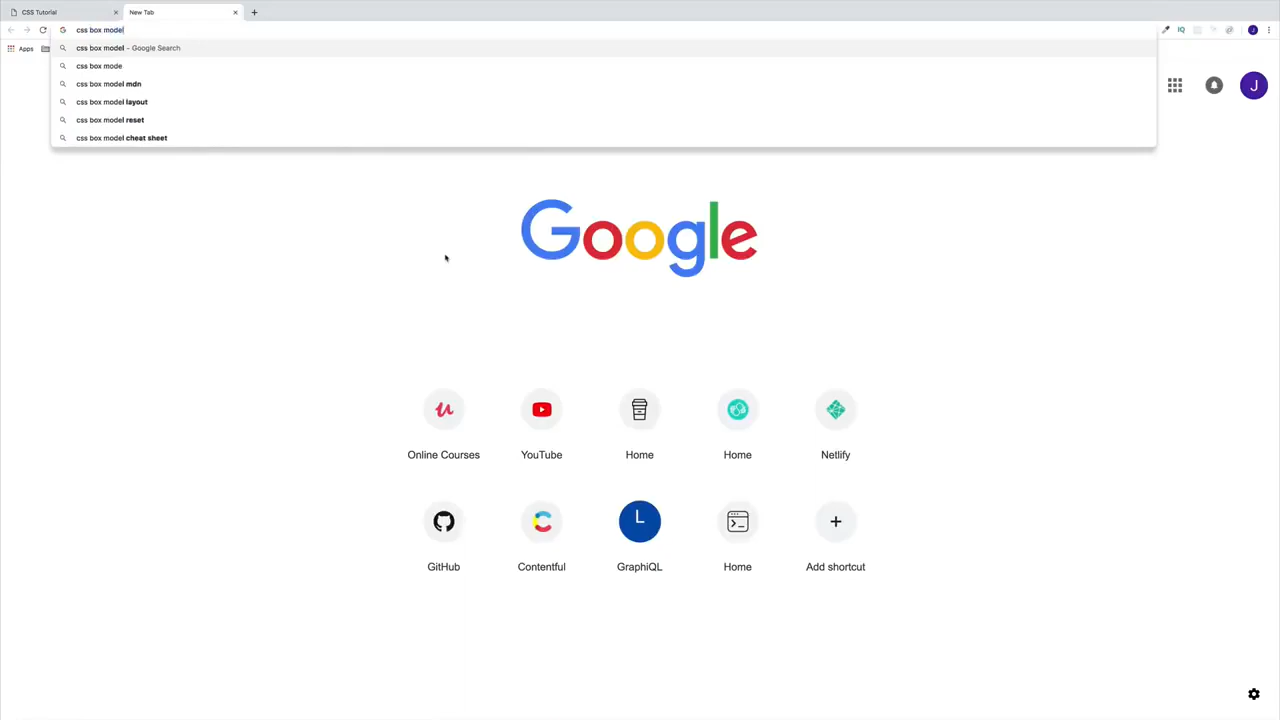 CSS Tutorial
New Tab
css box model
Apps
css box model - Google Search
css box mode
css box model mdn
css box model layout
css box model reset
css box model cheat sheet
IQ
J
Google
Online Courses
YouTube
Home
Home
Netlify
L
GitHub
Contentful
GraphiQL
Home
Add shortcut